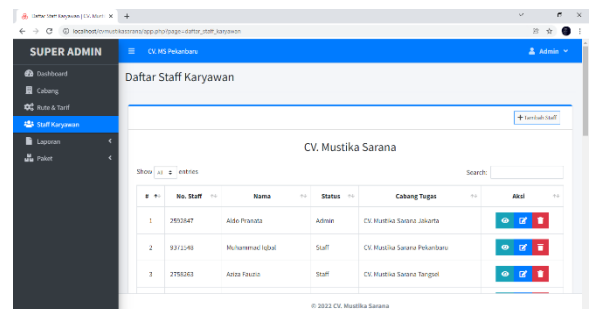 Daftar Staff Karyawan | CV. Must
localhost/cvmustikasarana/app.php?page=daftar_staff_karyawan
SUPER ADMIN
CV. MS Pekanbaru
Admin
Dashboard
Cabang
Rute & Tarif
Staff Karyawan
Laporan
Paket
Daftar Staff Karyawan
+ Tambah Staff
CV. Mustika Sarana
Show All entries
Search:
# No. Staff Nama Status Cabang Tugas Aksi
1 2592847 Aldo Pranata Admin CV. Mustika Sarana Jakarta
2 9371548 Muhammad Iqbal Staff CV. Mustika Sarana Pekanbaru
3 2758263 Aziza Fauzia Staff CV. Mustika Sarana Tangsel
© 2022 CV. Mustika Sarana